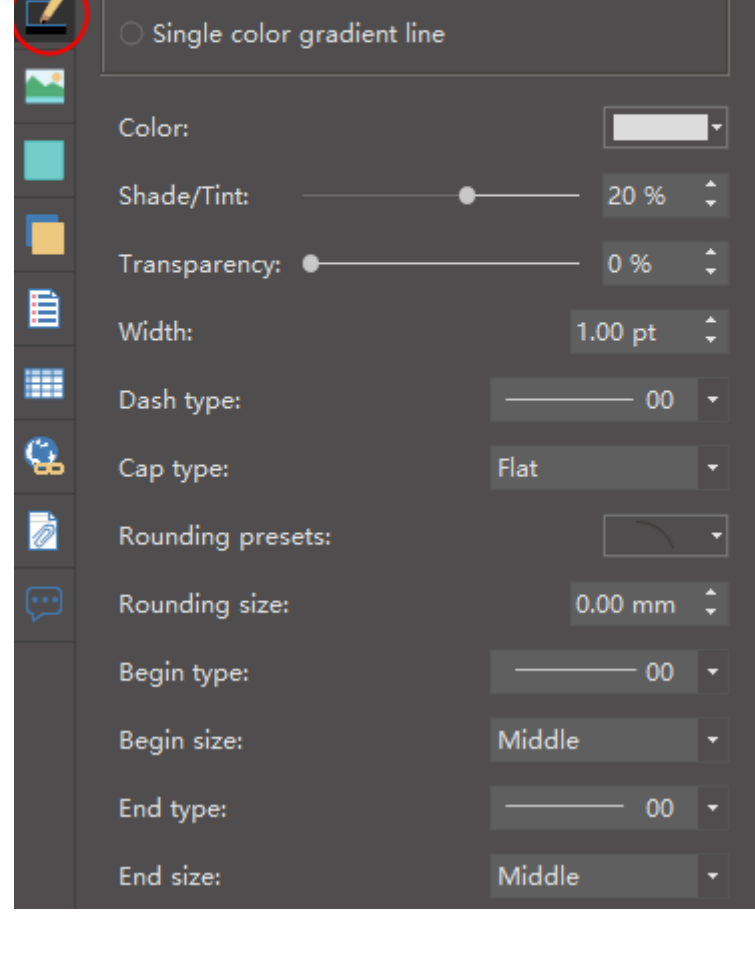 Single color gradient line
Color:
Shade/Tint: 20 %
Transparency: 0 %
Width: 1.00 pt
Dash type: 00
Cap type: Flat
Rounding presets:
Rounding size: 0.00 mm
Begin type: 00
Begin size: Middle
End type: 00
End size: Middle